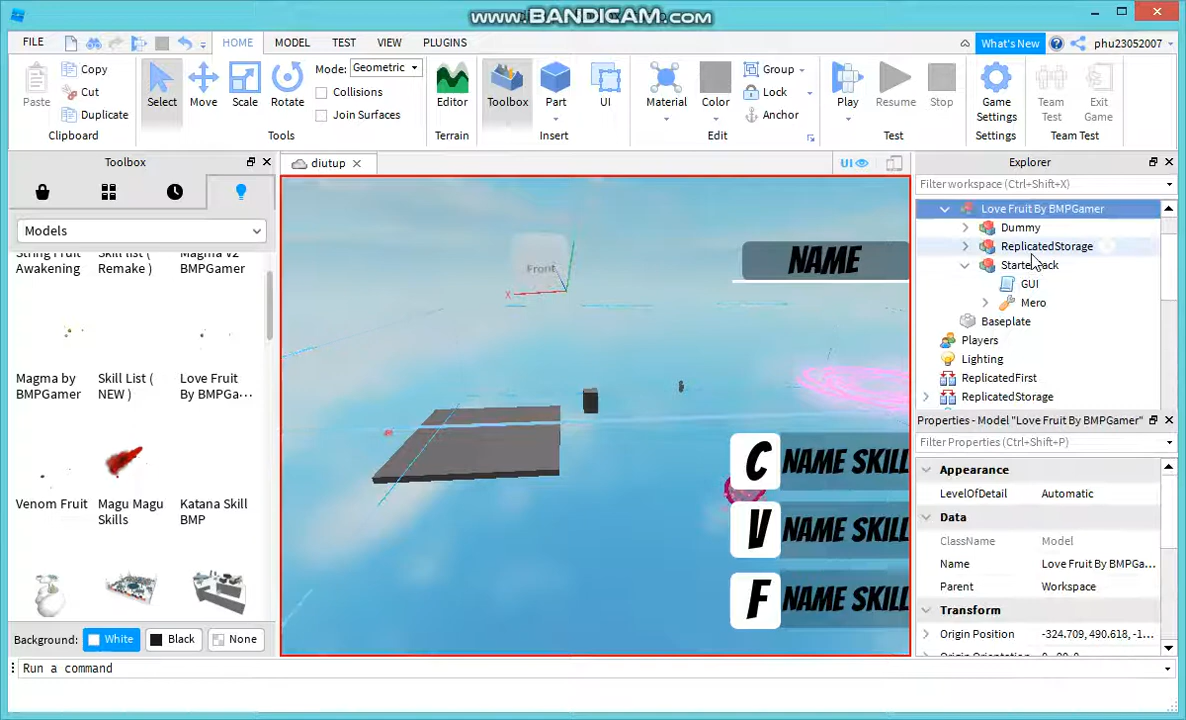 www.BANDICAM.com
FILE
HOME
MODEL
TEST
VIEW
PLUGINS
What's New
phu23052007
Paste
Copy
Cut
Duplicate
Clipboard
Select
Move
Scale
Rotate
Mode: Geometric
Collisions
Join Surfaces
Tools
Editor
Terrain
Toolbox
Part
UI
Insert
Material
Color
Group
Lock
Anchor
Edit
Play
Resume
Stop
Test
Game Settings
Settings
Team Test
Exit Game
Team Test
Toolbox
diutup
UI
Explorer
Filter workspace (Ctrl+Shift+X)
Models
String Fruit Awakening
Skill list ( Remake )
Magma V2 BMPGamer
Magma by BMPGamer
Skill List ( NEW )
Love Fruit By BMPGa...
Venom Fruit
Magu Magu Skills
Katana Skill BMP
Background:
White
Black
None
Front
X
NAME
C NAME SKILL
V NAME SKILL
F NAME SKILL
Love Fruit By BMPGamer
Dummy
ReplicatedStorage
GUI
Mero
Baseplate
Players
Lighting
ReplicatedFirst
ReplicatedStorage
Properties - Model "Love Fruit By BMPGamer"
Filter Properties (Ctrl+Shift+P)
Appearance
LevelOfDetail Automatic
Data
ClassName Model
Name Love Fruit By BMPGa...
Parent Workspace
Transform
Origin Position -324.709, 490.618, -1...
Run a command